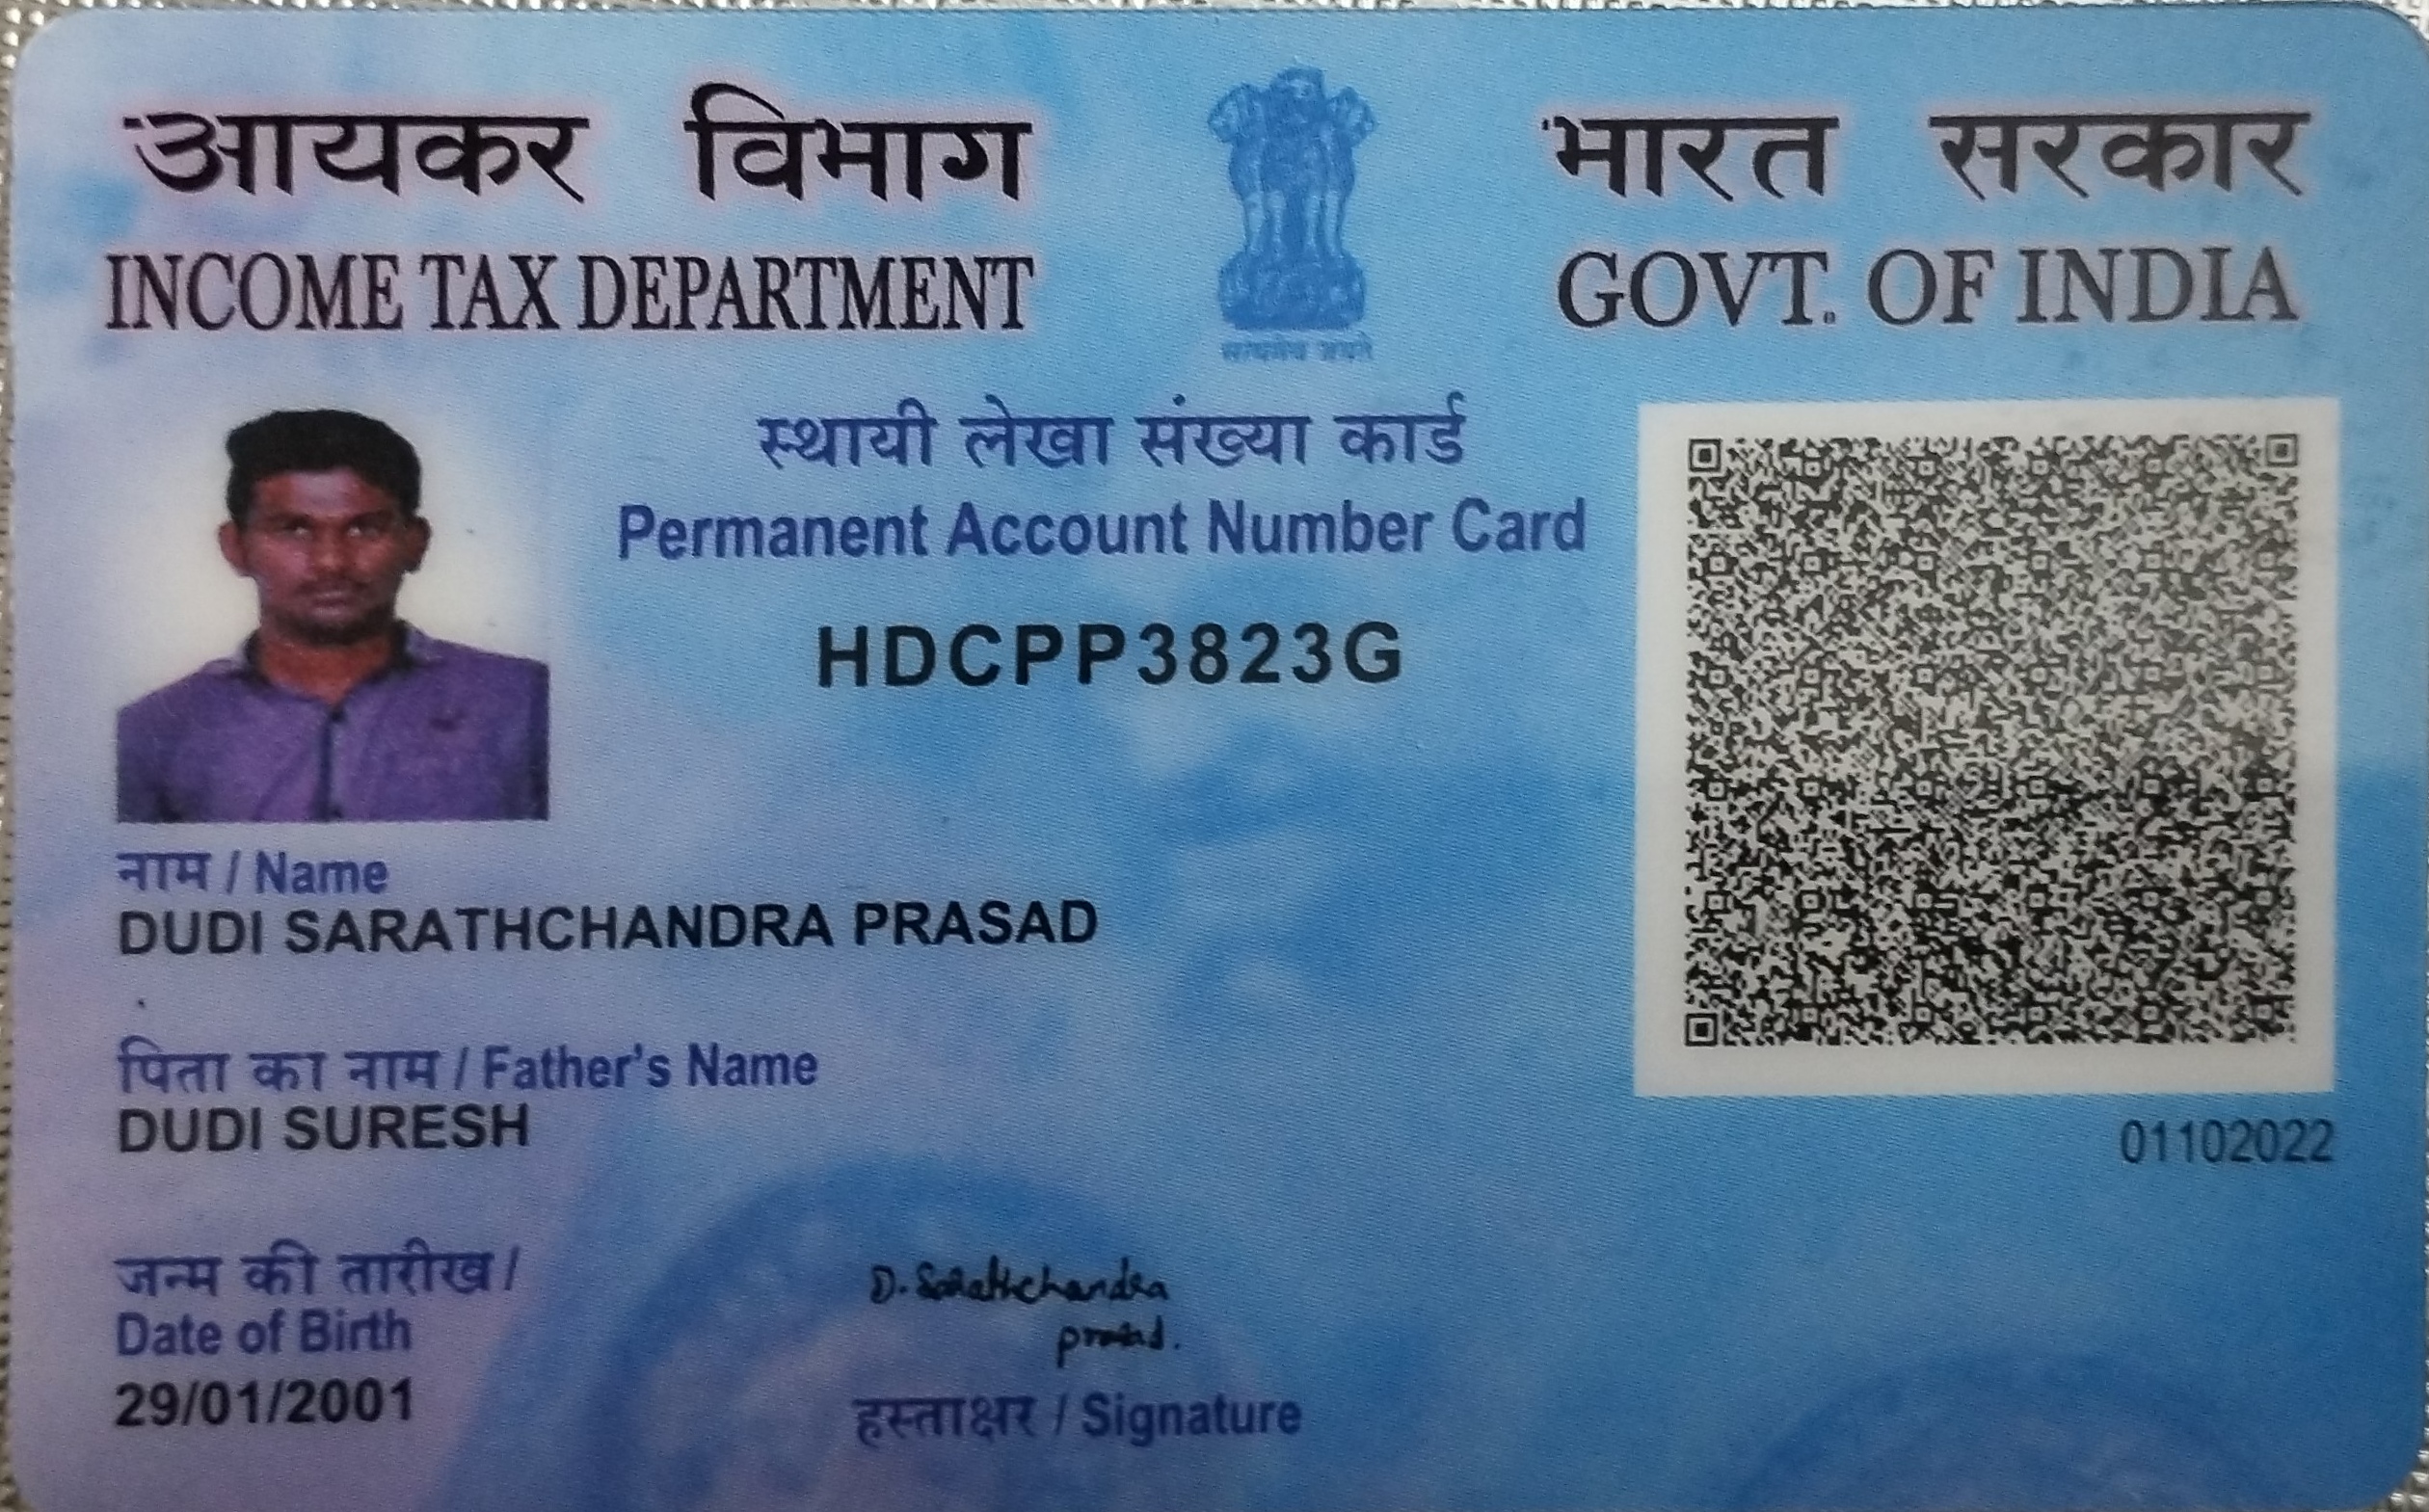 आयकर विभाग
INCOME TAX DEPARTMENT
भारत सरकार
GOVT. OF INDIA
सत्यमेव जयते
स्थायी लेखा संख्या कार्ड
Permanent Account Number Card
HDCPP3823G
नाम / Name
DUDI SARATHCHANDRA PRASAD
पिता का नाम / Father's Name
DUDI SURESH
01102022
जन्म की तारीख /
Date of Birth
29/01/2001
D. Sarathchandra
prasad.
हस्ताक्षर / Signature